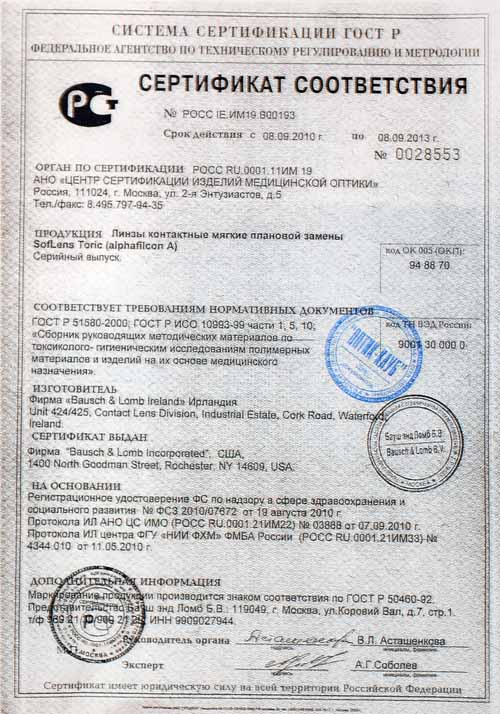 СИСТЕМА СЕРТИФИКАЦИИ ГОСТ Р
ФЕДЕРАЛЬНОЕ АГЕНТСТВО ПО ТЕХНИЧЕСКОМУ РЕГУЛИРОВАНИЮ И МЕТРОЛОГИИ
СЕРТИФИКАТ СООТВЕТСТВИЯ
№ РОСС IE.ИМ19.В00193
Срок действия с 08.09.2010 г. по 08.09.2013 г.
№ 0028553
ОРГАН ПО СЕРТИФИКАЦИИ РОСС RU.0001.11ИМ 19
АНО «ЦЕНТР СЕРТИФИКАЦИИ ИЗДЕЛИЙ МЕДИЦИНСКОЙ ОПТИКИ»
Россия, 111024, г. Москва, ул. 2-я Энтузиастов, д.5
Тел./факс: 8.495.797-94-35
ПРОДУКЦИЯ Линзы контактные мягкие плановой замены
SofLens Toric (alphafilcon A)
Серийный выпуск.
код ОК 005 (ОКП):
94 8870
СООТВЕТСТВУЕТ ТРЕБОВАНИЯМ НОРМАТИВНЫХ ДОКУМЕНТОВ
ГОСТ Р 51580-2000; ГОСТ Р ИСО 10993-99 части 1, 5, 10;
«Сборник руководящих методических материалов по
токсиколого- гигиеническим исследованиям полимерных
материалов и изделий на их основе медицинского
назначения».
код ТН ВЭД России:
9001 30 000 0
"ОПТИК-КЛУБ"
ИЗГОТОВИТЕЛЬ
Фирма «Bausch & Lomb Ireland» Ирландия
Unit 424/425, Contact Lens Division, Industrial Estate, Cork Road, Waterford,
Ireland
Бауш энд Ломб Б.В.
Bausch & Lomb B.V.
СЕРТИФИКАТ ВЫДАН
Фирма "Bausch & Lomb Incorporated", США,
1400 North Goodman Street, Rochester, NY 14609, USA.
НА ОСНОВАНИИ
Регистрационное удостоверение ФС по надзору в сфере здравоохранения и
социального развития № ФСЗ 2010/07672 от 19 августа 2010 г.
Протокола ИЛ АНО ЦС ИМО (РОСС RU.0001.21ИМ22) № 03888 от 07.09.2010 г.
Протокола ИЛ центра ФГУ «НИИ ФХМ» ФМБА России (РОСС RU.0001.21ИМ33) №
4344.010 от 11.05.2010 г.
ДОПОЛНИТЕЛЬНАЯ ИНФОРМАЦИЯ
Маркирование продукции производится знаком соответствия по ГОСТ Р 50460-92.
Представительство Бауш энд Ломб Б.В.: 119049, г. Москва, ул.Коровий Вал, д.7, стр.1.
ИНН 9909027944.
Руководитель органа В.Л. Асташенкова
Эксперт А.Г.Соболев
Сертификат имеет юридическую силу на всей территории Российской Федерации